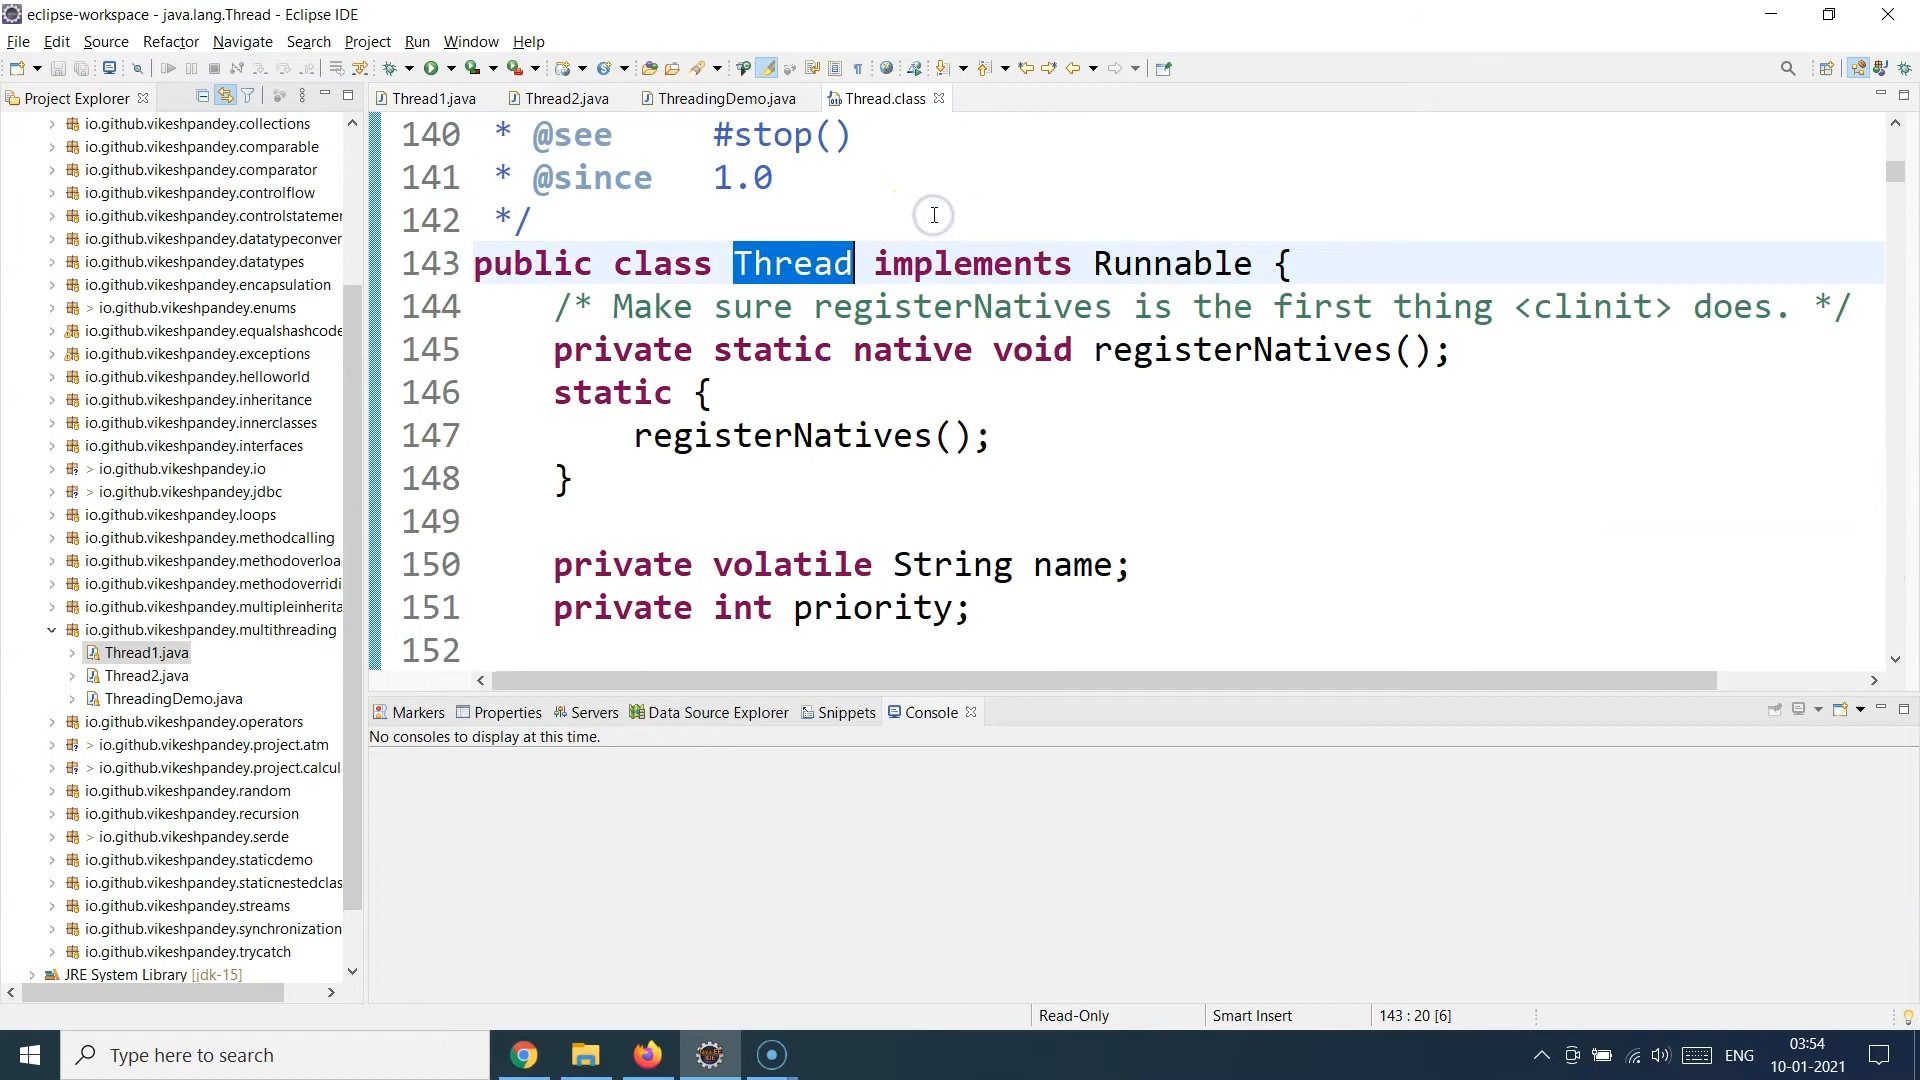 eclipse-workspace - java.lang.Thread - Eclipse IDE
File Edit Source Refactor Navigate Search Project Run Window Help
Project Explorer
Thread1.java Thread2.java ThreadingDemo.java Thread.class
io.github.vikeshpandey.collections
io.github.vikeshpandey.comparable
io.github.vikeshpandey.comparator
io.github.vikeshpandey.controlflow
io.github.vikeshpandey.controlstatemen
io.github.vikeshpandey.datatypeconver
io.github.vikeshpandey.datatypes
io.github.vikeshpandey.encapsulation
> io.github.vikeshpandey.enums
io.github.vikeshpandey.equalshashcode
io.github.vikeshpandey.exceptions
io.github.vikeshpandey.helloworld
io.github.vikeshpandey.inheritance
io.github.vikeshpandey.innerclasses
io.github.vikeshpandey.interfaces
> io.github.vikeshpandey.io
> io.github.vikeshpandey.jdbc
io.github.vikeshpandey.loops
io.github.vikeshpandey.methodcalling
io.github.vikeshpandey.methodoverloa
io.github.vikeshpandey.methodoverridi
io.github.vikeshpandey.multipleinherita
io.github.vikeshpandey.multithreading
Thread1.java
Thread2.java
ThreadingDemo.java
io.github.vikeshpandey.operators
> io.github.vikeshpandey.project.atm
> io.github.vikeshpandey.project.calcul
io.github.vikeshpandey.random
io.github.vikeshpandey.recursion
> io.github.vikeshpandey.serde
io.github.vikeshpandey.staticdemo
io.github.vikeshpandey.staticnestedclas
io.github.vikeshpandey.streams
io.github.vikeshpandey.synchronization
io.github.vikeshpandey.trycatch
JRE System Library [jdk-15]
140 * @see #stop()
141 * @since 1.0
142 */
143 public class Thread implements Runnable {
144 /* Make sure registerNatives is the first thing <clinit> does. */
145 private static native void registerNatives();
146 static {
147 registerNatives();
148 }
149
150 private volatile String name;
151 private int priority;
152
Markers Properties Servers Data Source Explorer Snippets Console
No consoles to display at this time.
Read-Only Smart Insert 143 : 20 [6]
Type here to search
ENG
03:54
10-01-2021